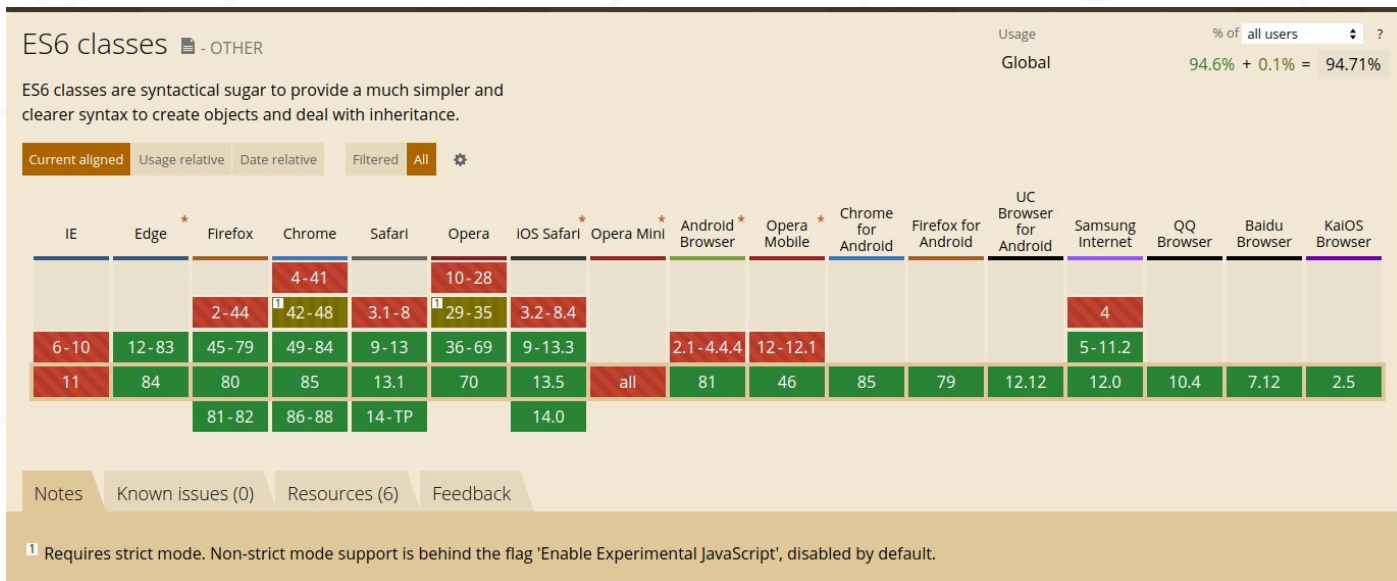 ES6 classes - OTHER
Usage % of all users ?
Global 94.6% + 0.1% = 94.71%
ES6 classes are syntactical sugar to provide a much simpler and
clearer syntax to create objects and deal with inheritance.
Current aligned Usage relative Date relative Filtered All
IE Edge * Firefox Chrome Safari Opera iOS Safari * Opera Mini * Android Browser * Opera Mobile * Chrome for Android Firefox for Android UC Browser for Android Samsung Internet QQ Browser Baidu Browser KaiOS Browser
4-41 10-28
2-44 1 42-48 3.1-8 1 29-35 3.2-8.4 4
6-10 12-83 45-79 49-84 9-13 36-69 9-13.3 2.1-4.4.4 12-12.1 5-11.2
11 84 80 85 13.1 70 13.5 all 81 46 85 79 12.12 12.0 10.4 7.12 2.5
81-82 86-88 14-TP 14.0
Notes Known issues (0) Resources (6) Feedback
1 Requires strict mode. Non-strict mode support is behind the flag 'Enable Experimental JavaScript', disabled by default.